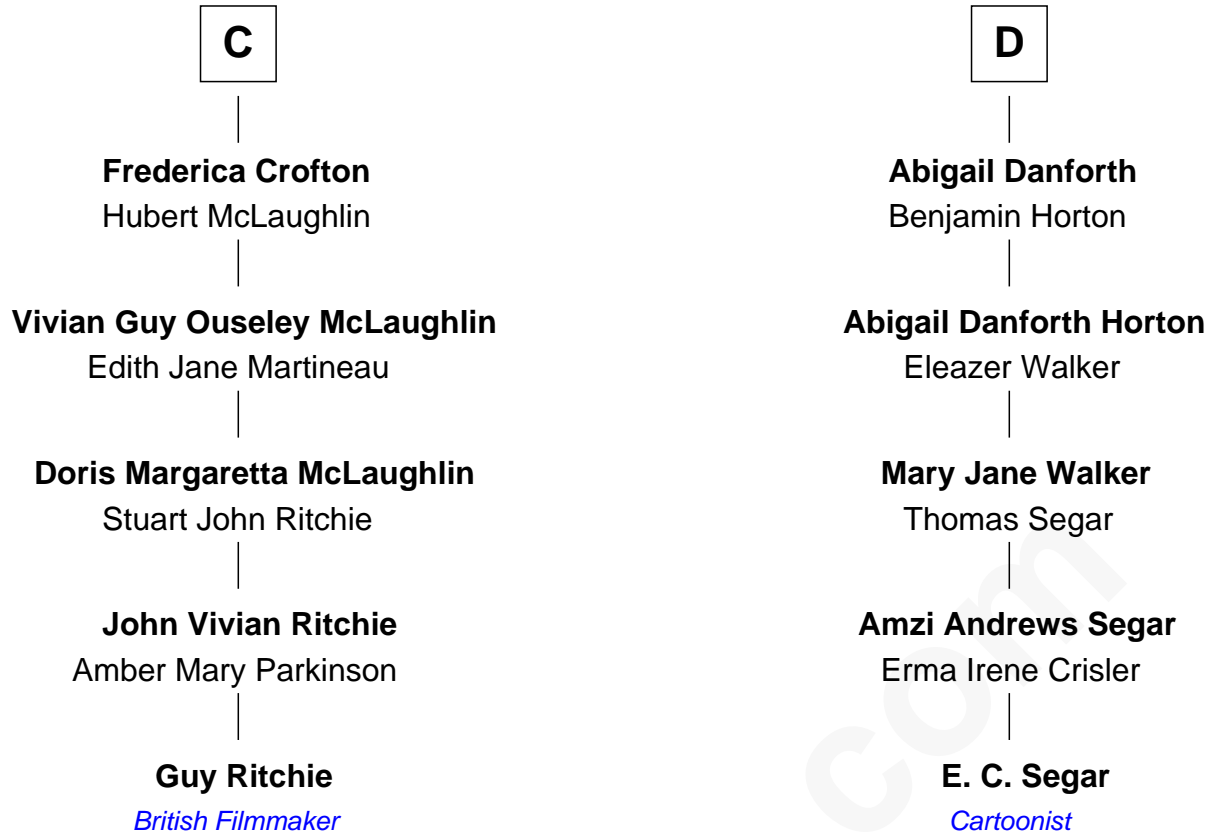 C
Frederica Crofton
Hubert McLaughlin
Vivian Guy Ouseley McLaughlin
Edith Jane Martineau
Doris Margaretta McLaughlin
Stuart John Ritchie
John Vivian Ritchie
Amber Mary Parkinson
Guy Ritchie
British Filmmaker
D
Abigail Danforth
Benjamin Horton
Abigail Danforth Horton
Eleazer Walker
Mary Jane Walker
Thomas Segar
Amzi Andrews Segar
Erma Irene Crisler
E. C. Segar
Cartoonist
com